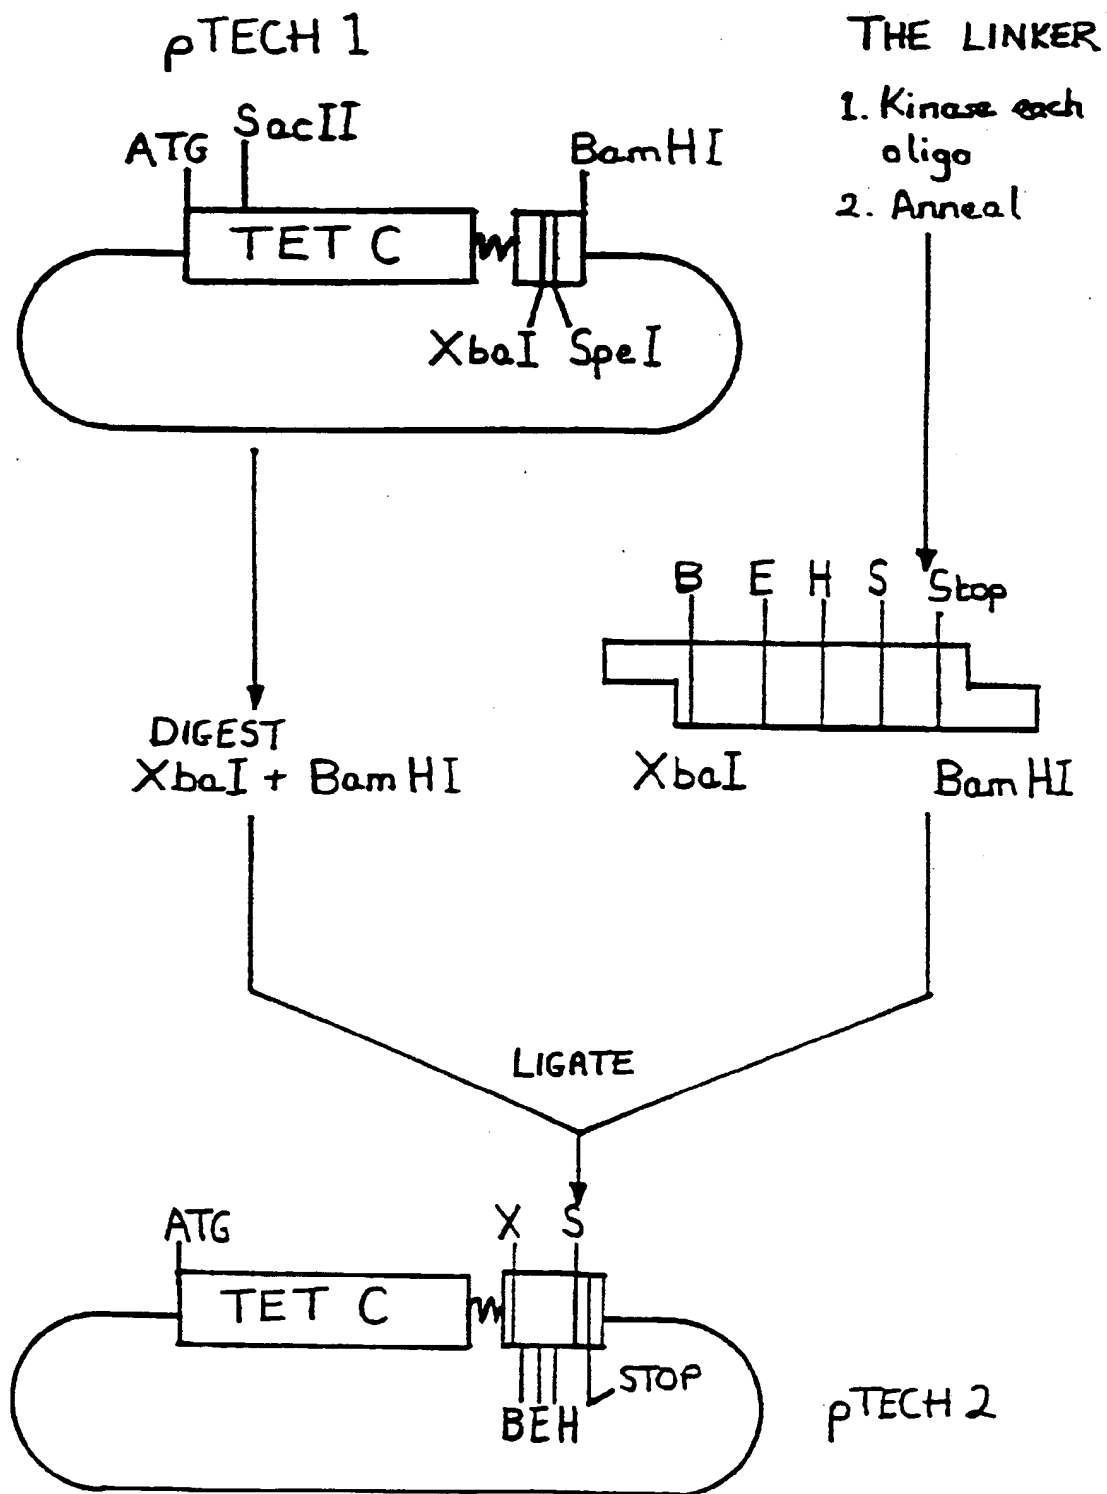 pTECH 1
THE LINKER
1. Kinase each
oligo
2. Anneal
ATG
SacII
BamHI
TET C
XbaI
SpeI
B
E
H
S
Stop
DIGEST
XbaI + BamHI
XbaI
BamHI
LIGATE
ATG
X
S
TET C
STOP
BEH
pTECH 2